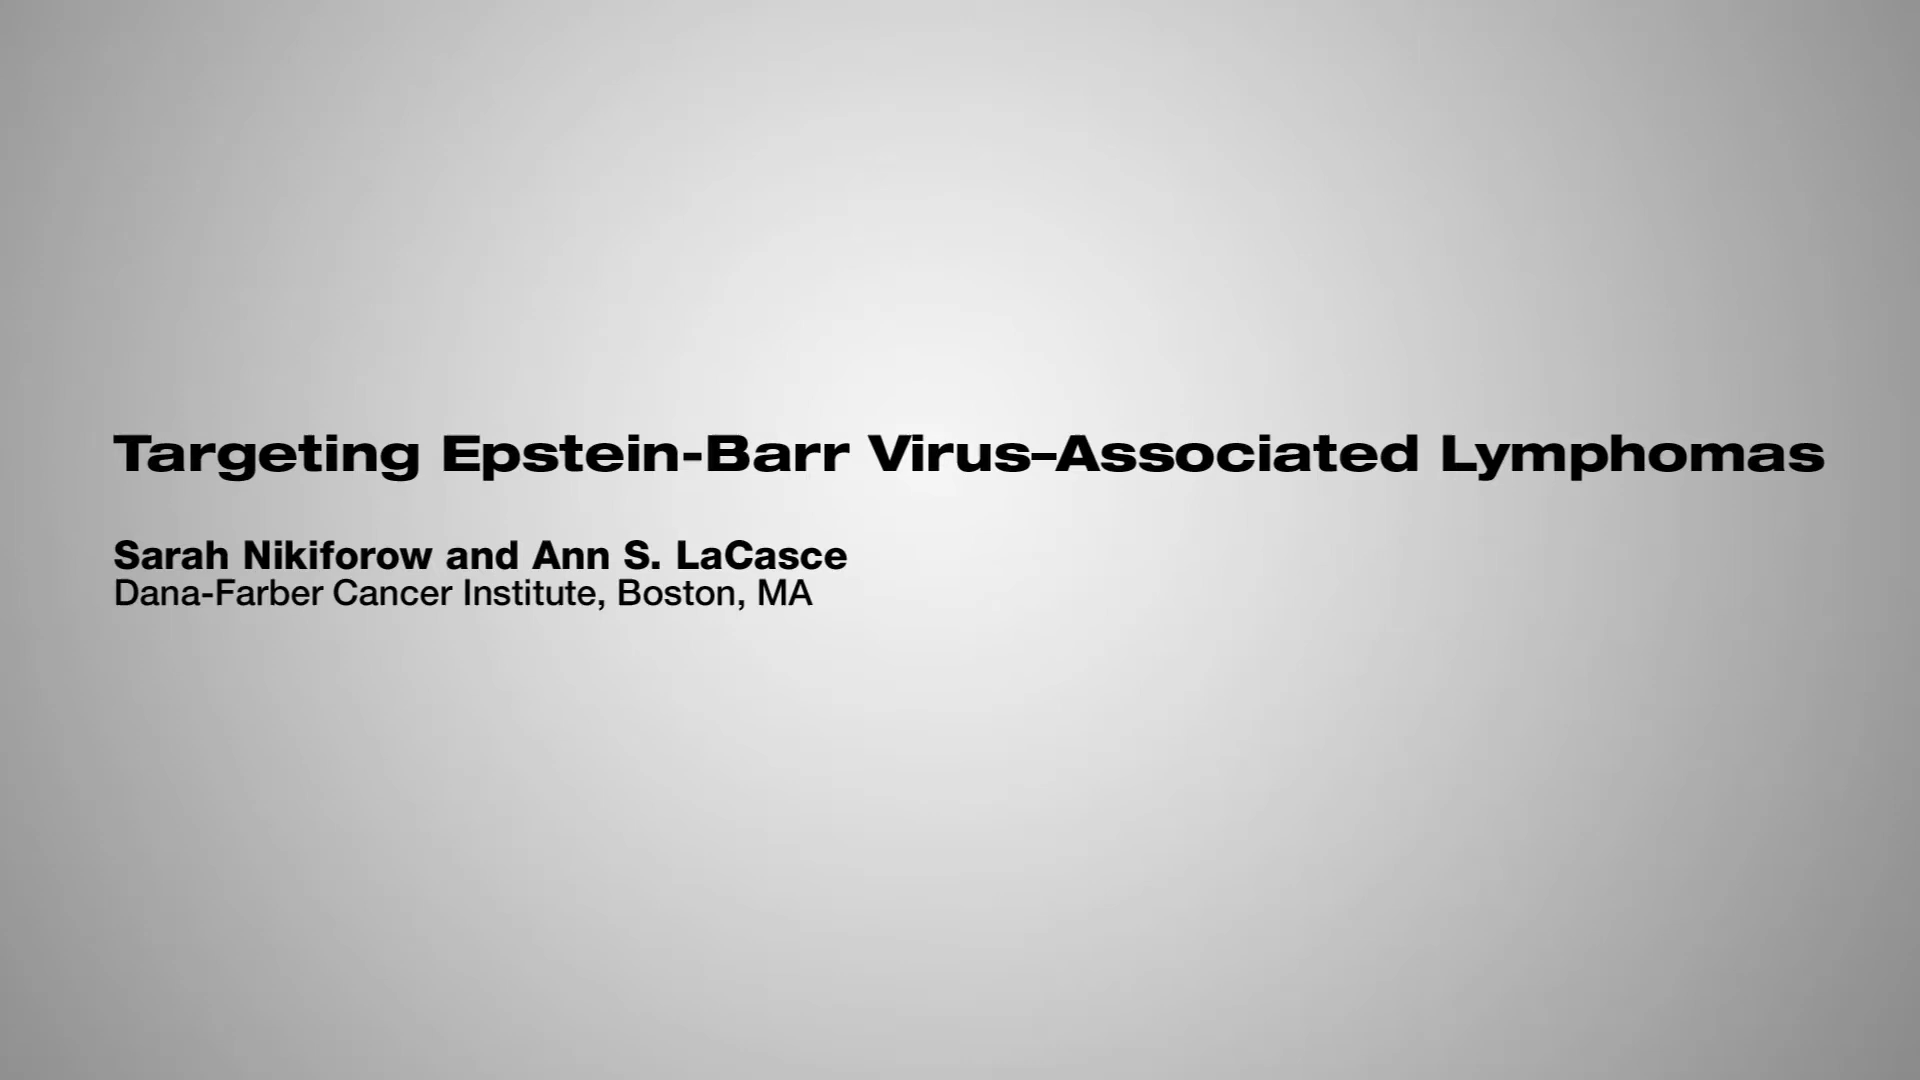 Targeting Epstein-Barr Virus–Associated Lymphomas
Sarah Nikiforow and Ann S. LaCasce
Dana-Farber Cancer Institute, Boston, MA